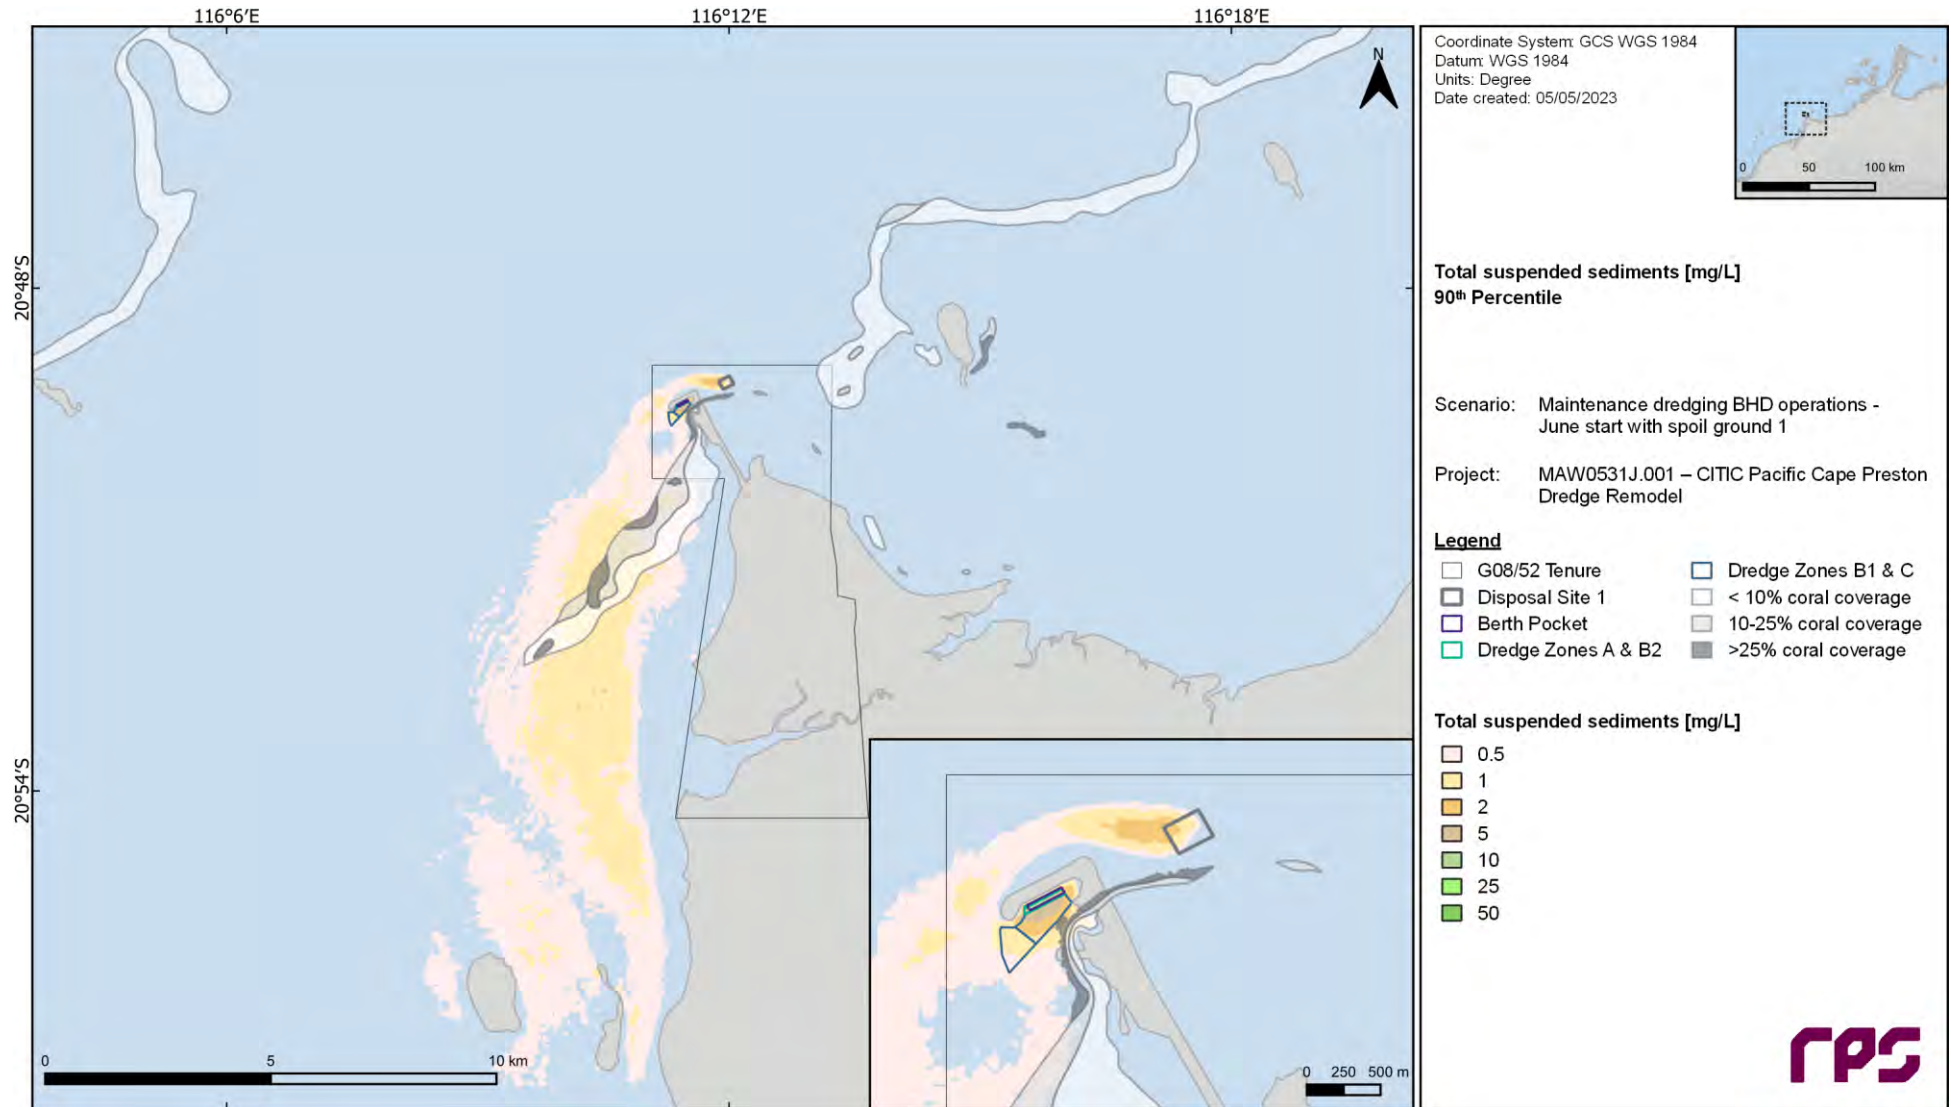 116°6'E
116°12'E
116°18'E
20°48'S
20°54'S
N
0 5 10 km
0 250 500 m
Coordinate System: GCS WGS 1984
Datum: WGS 1984
Units: Degree
Date created: 05/05/2023
0 50 100 km
Total suspended sediments [mg/L]
90th Percentile
Scenario: Maintenance dredging BHD operations -
June start with spoil ground 1
Project: MAW0531J.001 – CITIC Pacific Cape Preston
Dredge Remodel
Legend
G08/52 Tenure
Disposal Site 1
Berth Pocket
Dredge Zones A & B2
Dredge Zones B1 & C
< 10% coral coverage
10-25% coral coverage
>25% coral coverage
Total suspended sediments [mg/L]
0.5
1
2
5
10
25
50
rps